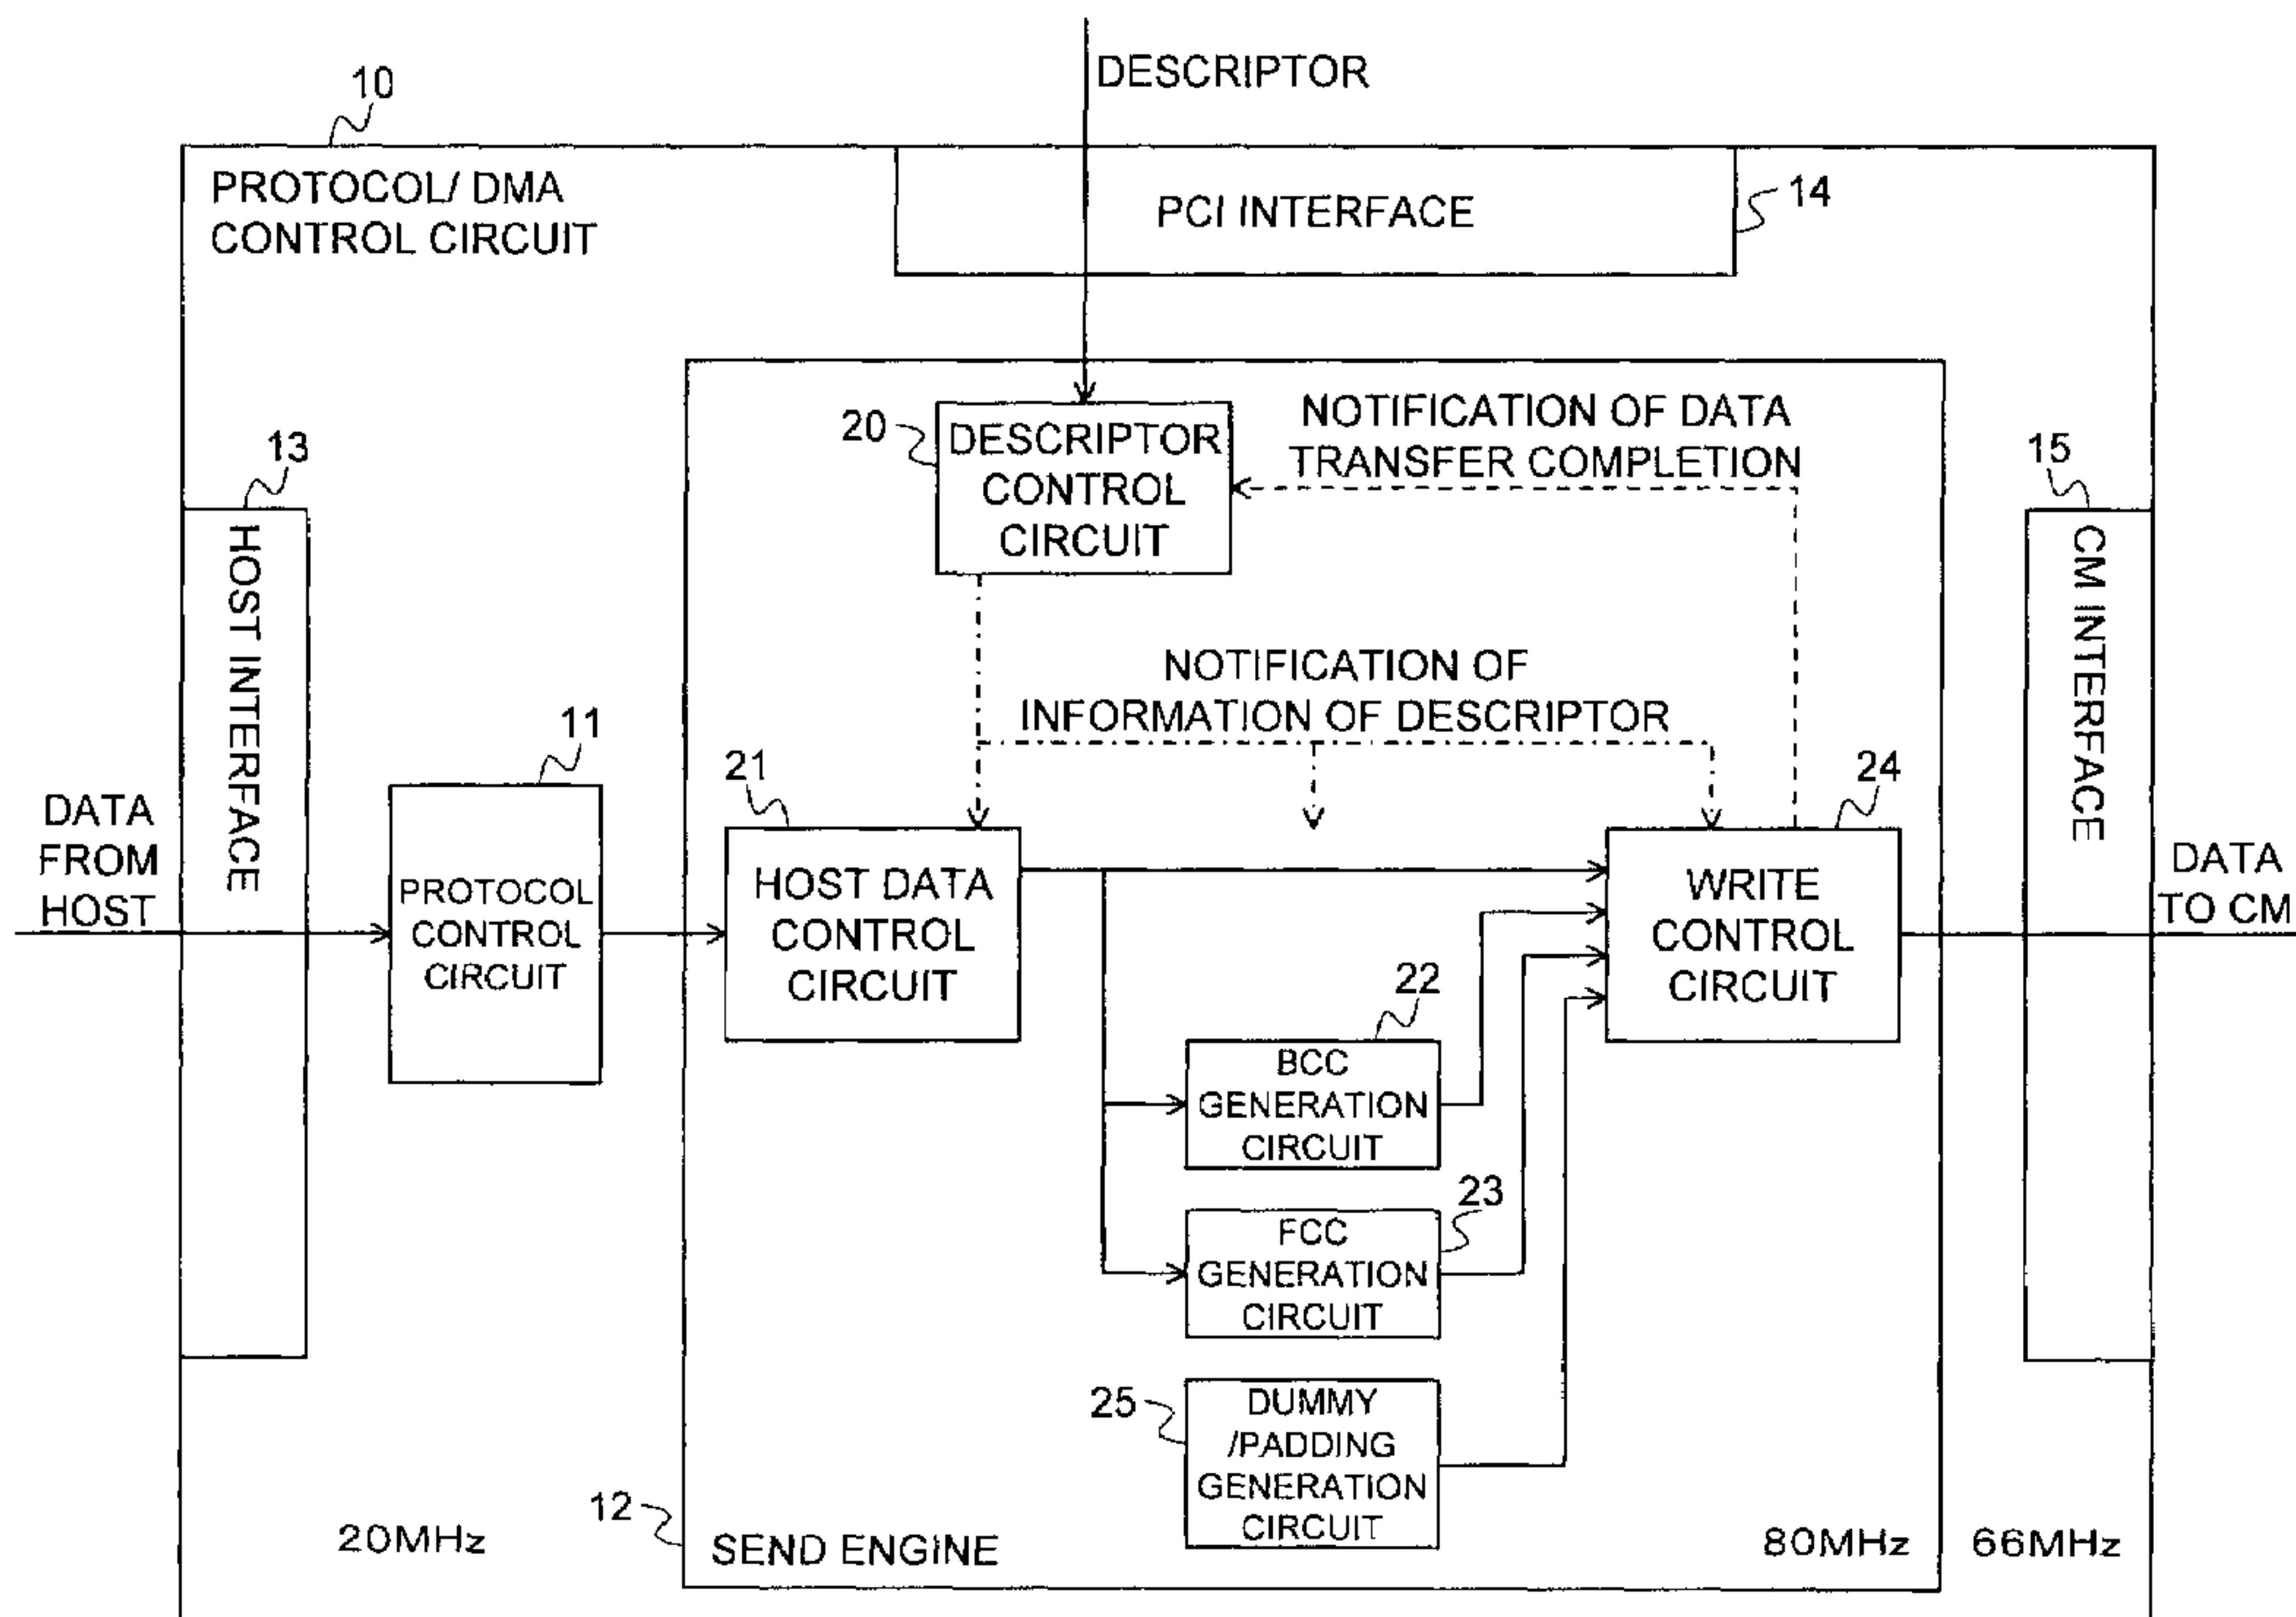 DESCRIPTOR
10
PROTOCOL/ DMA
CONTROL CIRCUIT
PCI INTERFACE
14
20
DESCRIPTOR
CONTROL
CIRCUIT
NOTIFICATION OF DATA
TRANSFER COMPLETION
13
HOST INTERFACE
15
CM INTERFACE
NOTIFICATION OF
INFORMATION OF DESCRIPTOR
11
21
24
DATA
FROM
HOST
PROTOCOL
CONTROL
CIRCUIT
HOST DATA
CONTROL
CIRCUIT
WRITE
CONTROL
CIRCUIT
DATA
TO CM
22
BCC
GENERATION
CIRCUIT
23
FCC
GENERATION
CIRCUIT
25
DUMMY
/PADDING
GENERATION
CIRCUIT
12
20MHz
SEND ENGINE
80MHz
66MHz